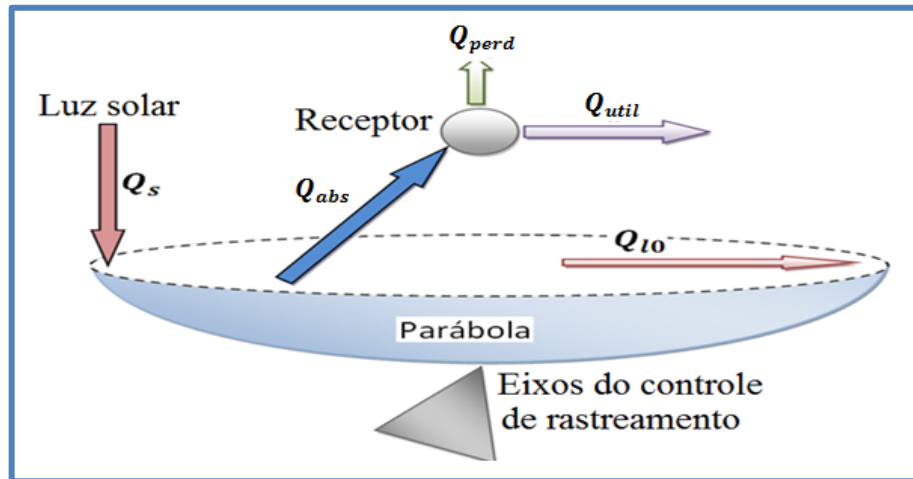 Q_perd
Luz solar
Receptor
Q_util
Q_s
Q_abs
Q_lo
Parábola
Eixos do controle
de rastreamento